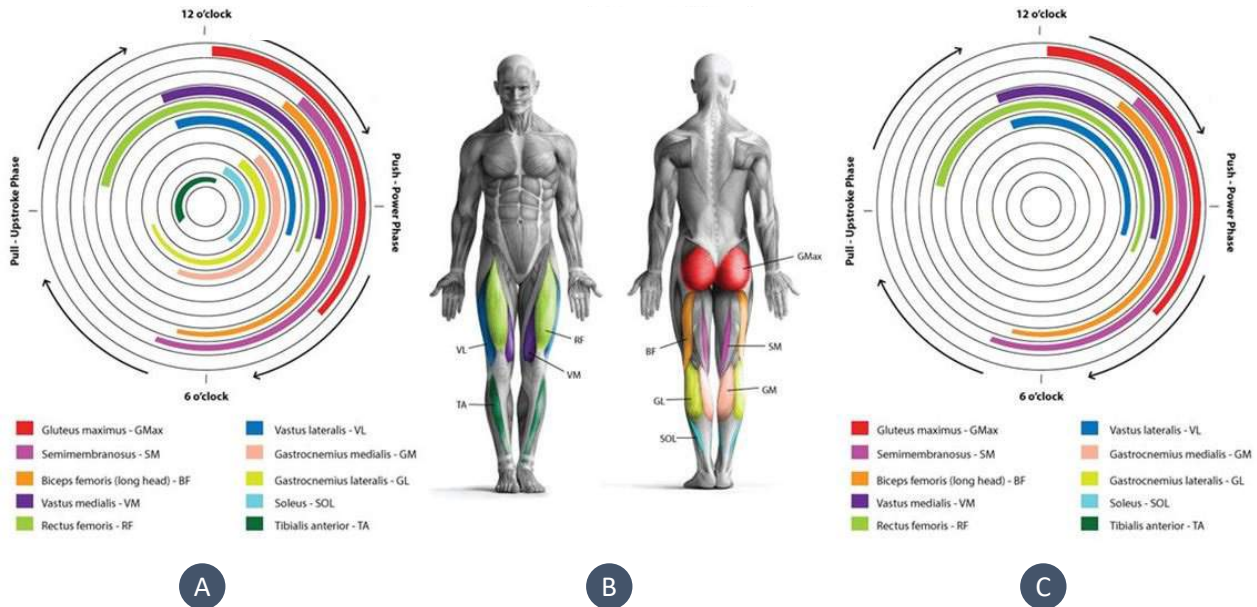 12 o'clock
Pull - Upstroke Phase
Push - Power Phase
6 o'clock
Gluteus maximus - GMax
Semimembranosus - SM
Biceps femoris (long head) - BF
Vastus medialis - VM
Rectus femoris - RF
Vastus lateralis - VL
Gastrocnemius medialis - GM
Gastrocnemius lateralis - GL
Soleus - SOL
Tibialis anterior - TA
A
VL
RF
VM
TA
GMax
BF
SM
GL
GM
SOL
B
12 o'clock
Pull - Upstroke Phase
Push - Power Phase
6 o'clock
Gluteus maximus - GMax
Semimembranosus - SM
Biceps femoris (long head) - BF
Vastus medialis - VM
Rectus femoris - RF
Vastus lateralis - VL
Gastrocnemius medialis - GM
Gastrocnemius lateralis - GL
Soleus - SOL
Tibialis anterior - TA
C